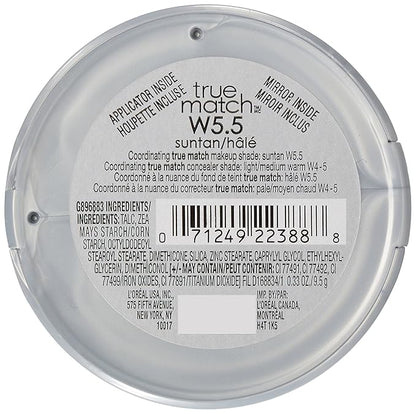 APPLICATOR INSIDE
HOUPETTE INCLUSE
true
match™
MIRROR INSIDE
MIROIR INCLUS
W5.5
suntan/hâlé
Coordinating true match makeup shade: suntan W5.5
Coordinating true match concealer shade: light/medium warm W4-5
Coordonné à la nuance du fond de teint true match: hâlé W5.5
Coordonné à la nuance du correcteur true match: pale/moyen chaud W4-5
G896883 INGREDIENTS/
INGRÉDIENTS: TALC, ZEA
MAYS STARCH/CORN
STARCH, OCTYLDODECYL
0 71249 22388 8
STEAROYL STEARATE, DIMETHICONE, SILICA, ZINC STEARATE, CAPRYLYL GLYCOL, ETHYLHEXYL-
GLYCERIN, DIMETHICONOL [+/- MAY CONTAIN/PEUT CONTENIR: CI 77491, CI 77492, CI
77499/IRON OXIDES, CI 77891/TITANIUM DIOXIDE] FIL D168834/1 0.33 OZ./9.5 g
L'ORÉAL USA, INC.,
575 FIFTH AVENUE,
NEW YORK, NY
10017
IMP. BY/PAR:
L'ORÉAL CANADA,
MONTRÉAL
H4T 1K5